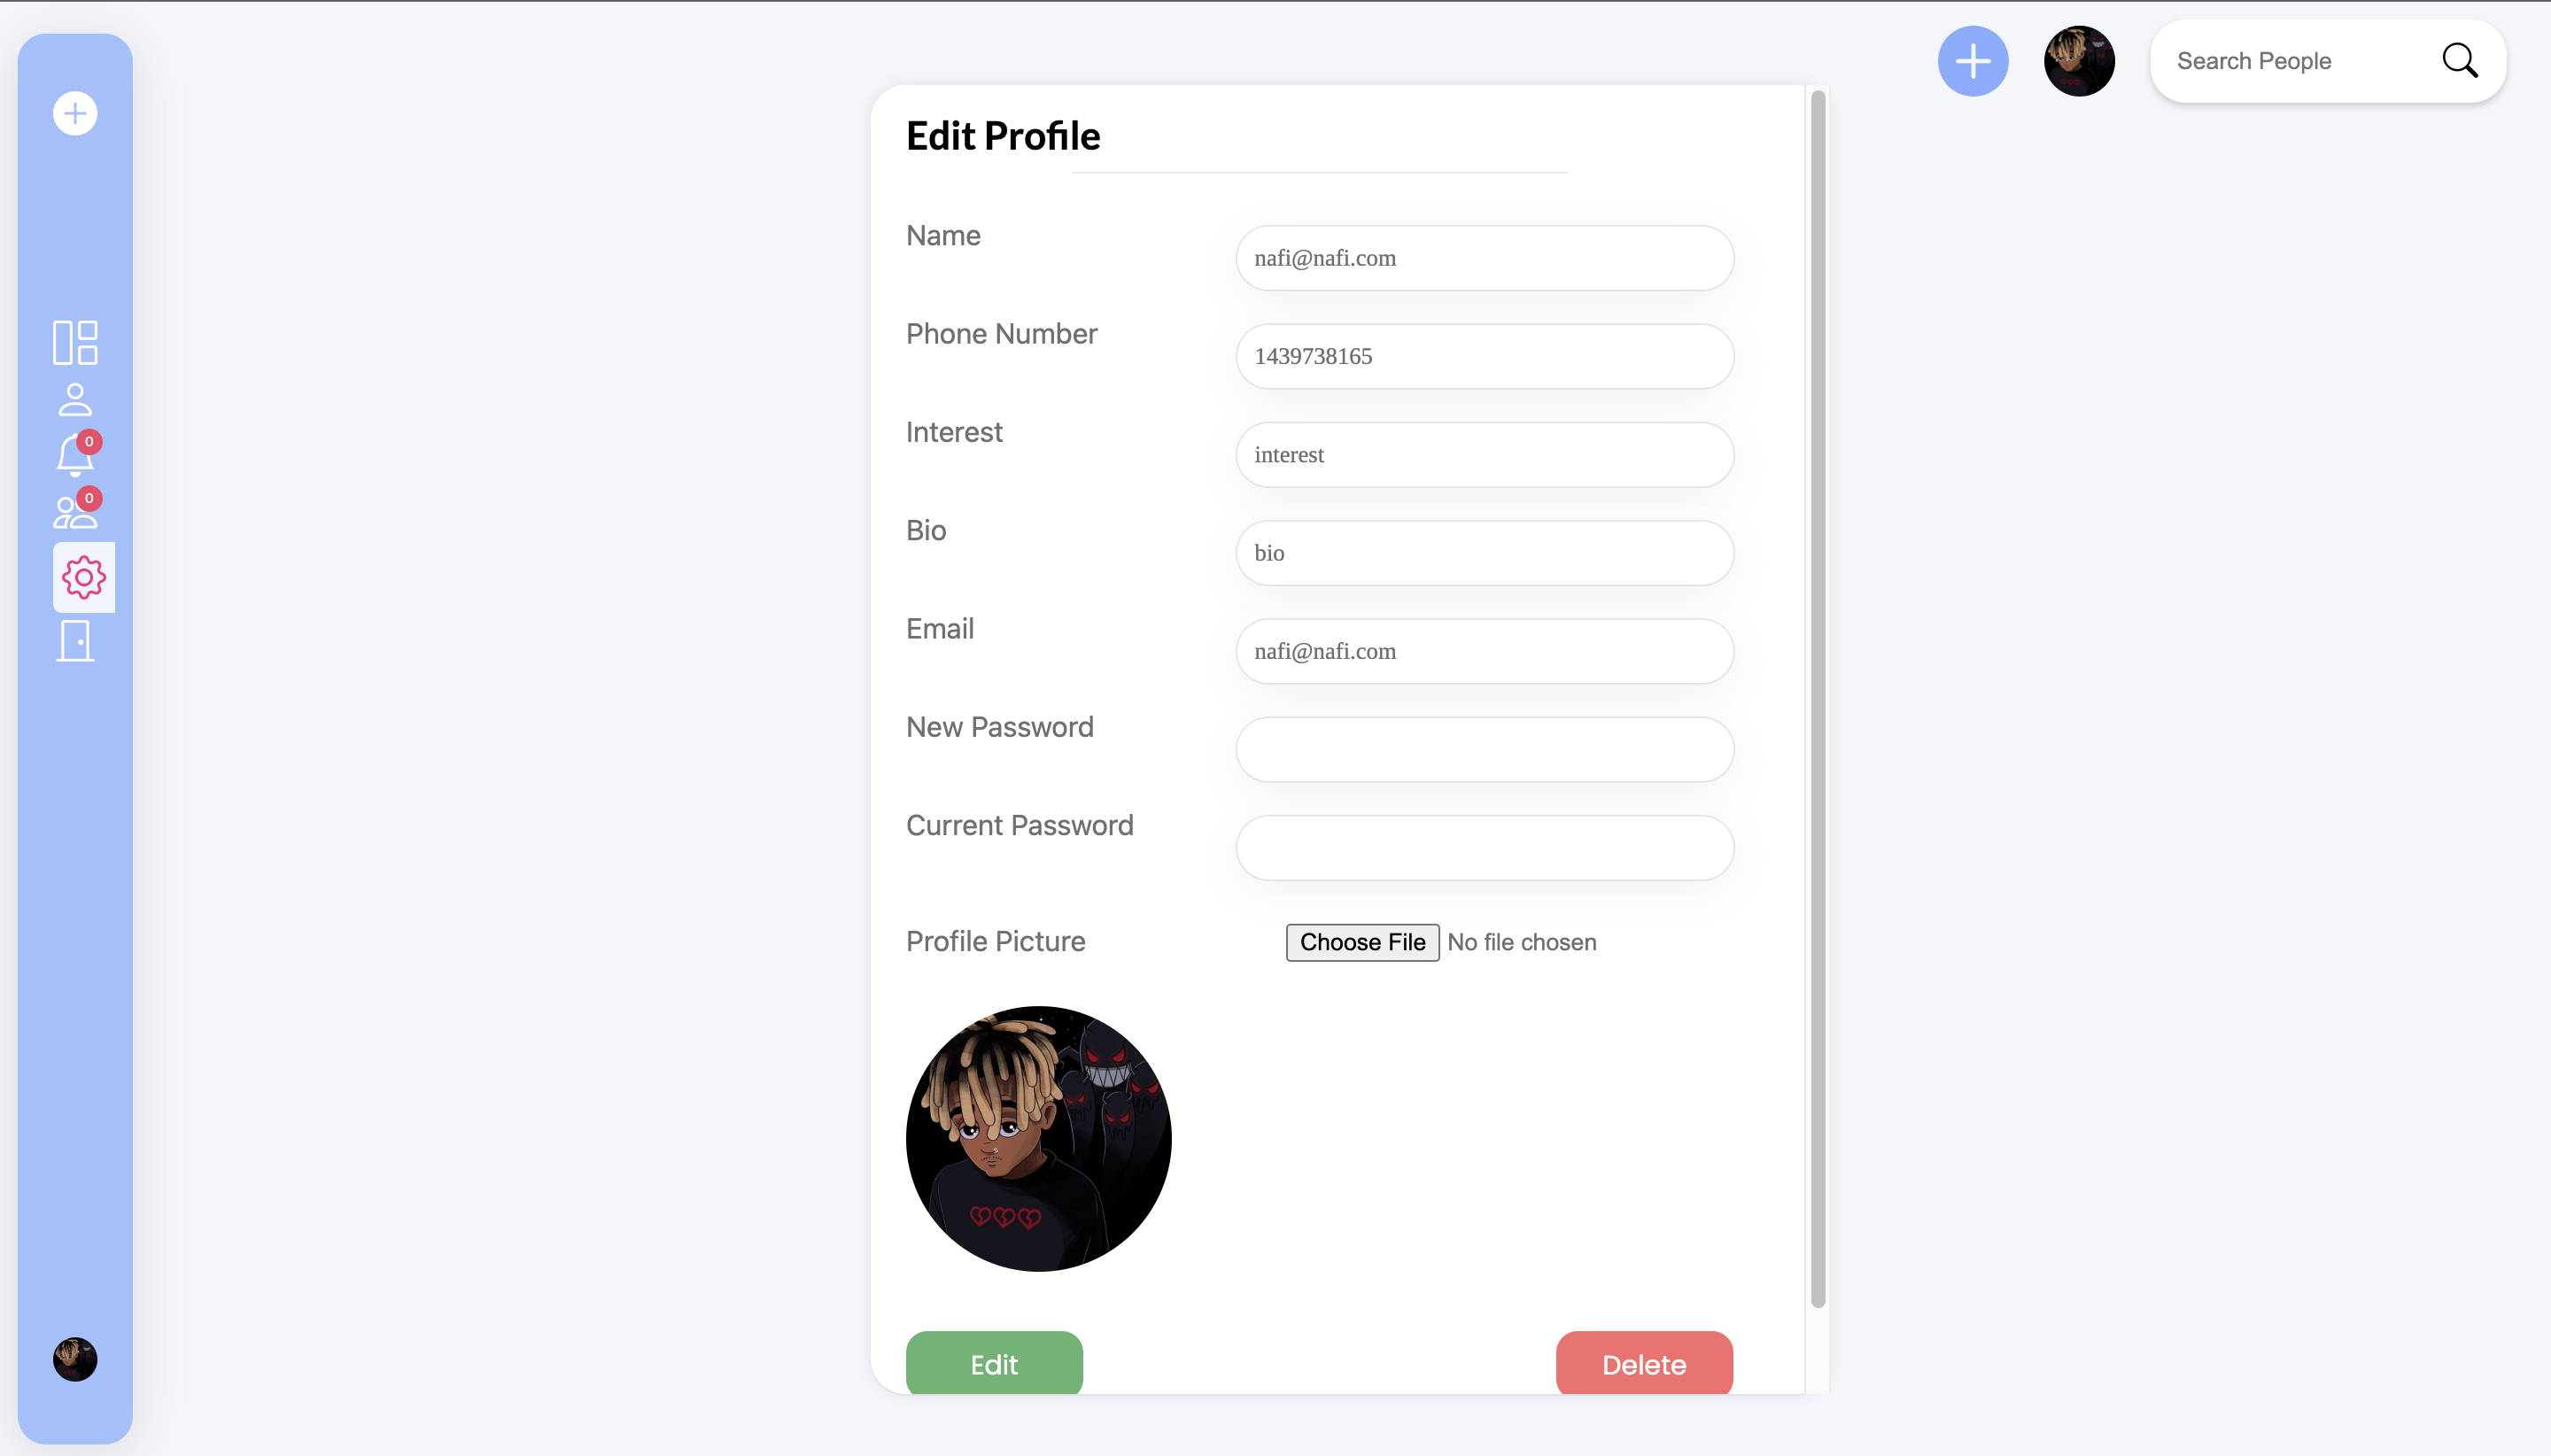 Search People
Edit Profile
Name
nafi@nafi.com
Phone Number
1439738165
0
Interest
interest
0
Bio
bio
Email
nafi@nafi.com
New Password
Current Password
Profile Picture
Choose File No file chosen
Edit
Delete